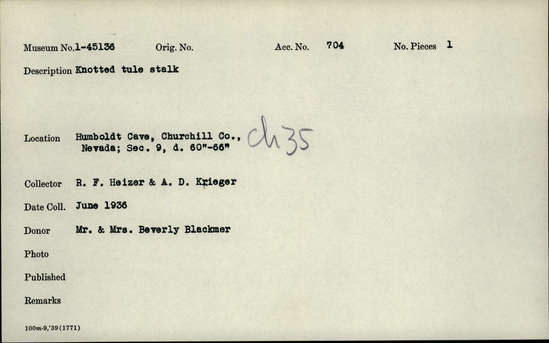 Museum No. 1-45136 Orig. No. Acc. No. 704 No. Pieces 1
Description Knotted tule stalk
Location Humboldt Cave, Churchill Co.,
Nevada; Sec. 9, d. 60"-66"
ch35
Collector R. F. Heizer & A. D. Krieger
Date Coll. June 1936
Donor Mr. & Mrs. Beverly Blackmer
Photo
Published
Remarks
100m-9,'39 (1771)